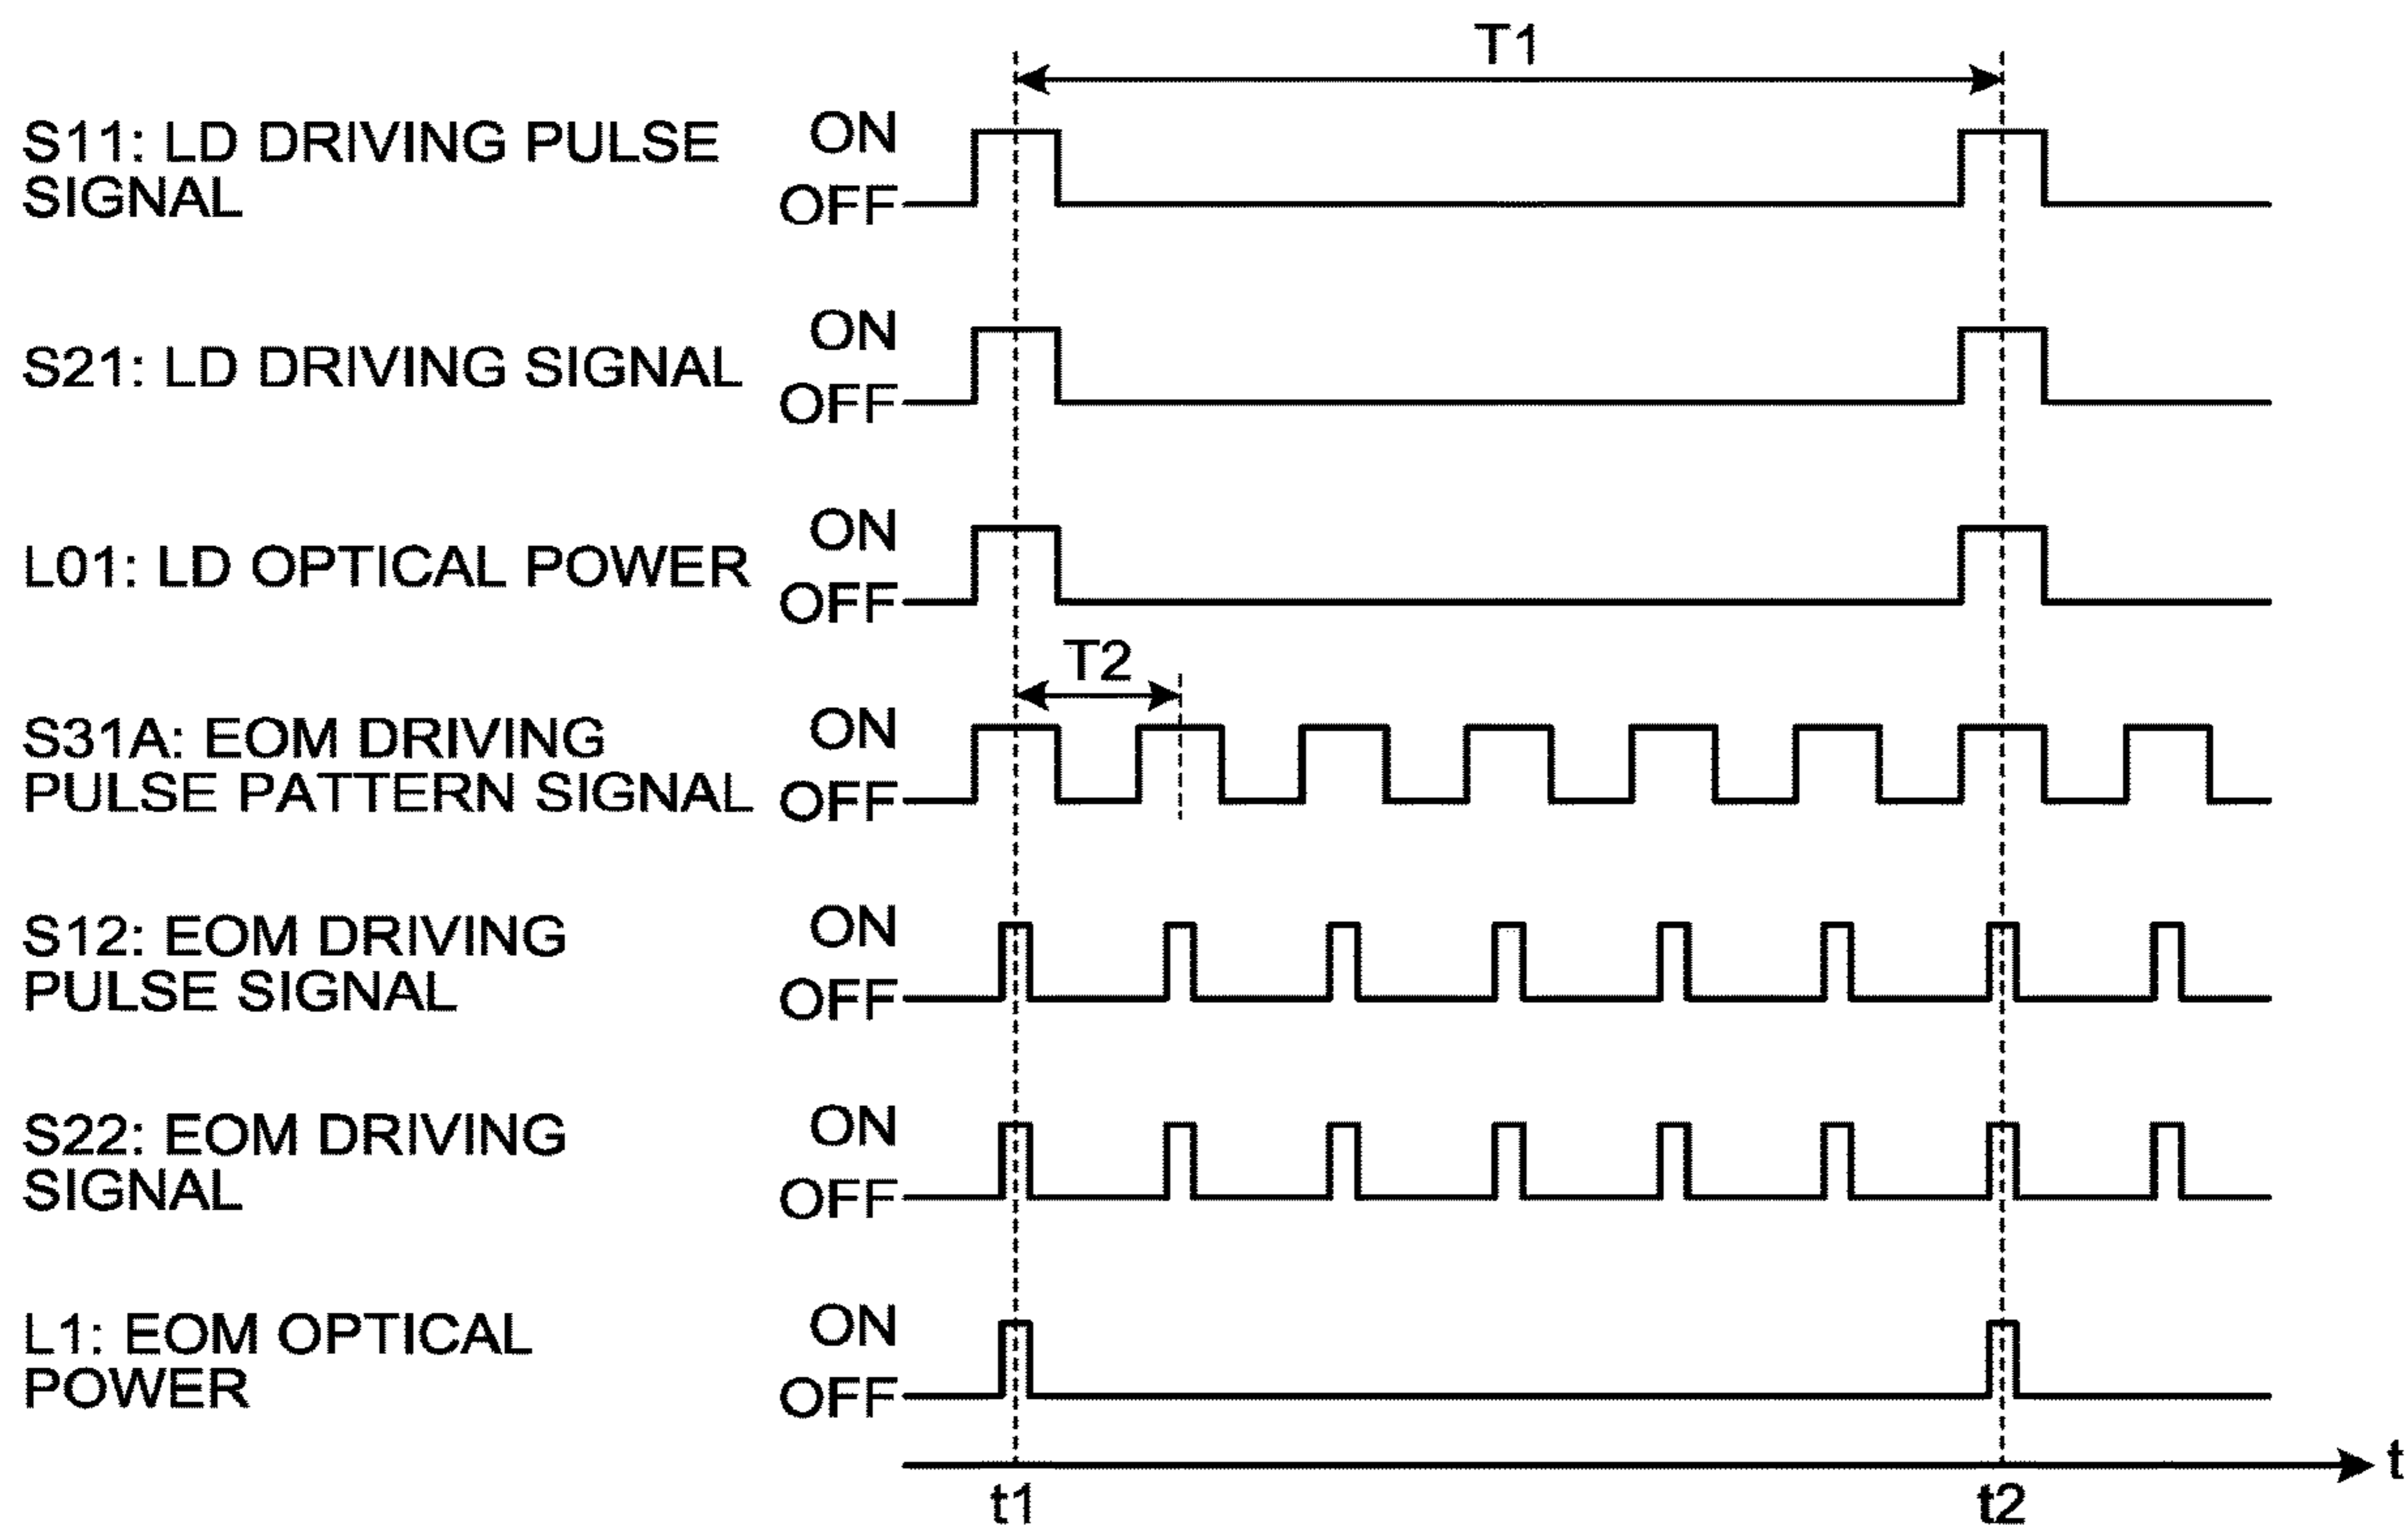 T1
S11: LD DRIVING PULSE
SIGNAL
ON
OFF
S21: LD DRIVING SIGNAL
ON
OFF
L01: LD OPTICAL POWER
ON
OFF
T2
S31A: EOM DRIVING
PULSE PATTERN SIGNAL
ON
OFF
S12: EOM DRIVING
PULSE SIGNAL
ON
OFF
S22: EOM DRIVING
SIGNAL
ON
OFF
L1: EOM OPTICAL
POWER
ON
OFF
t
t1
t2